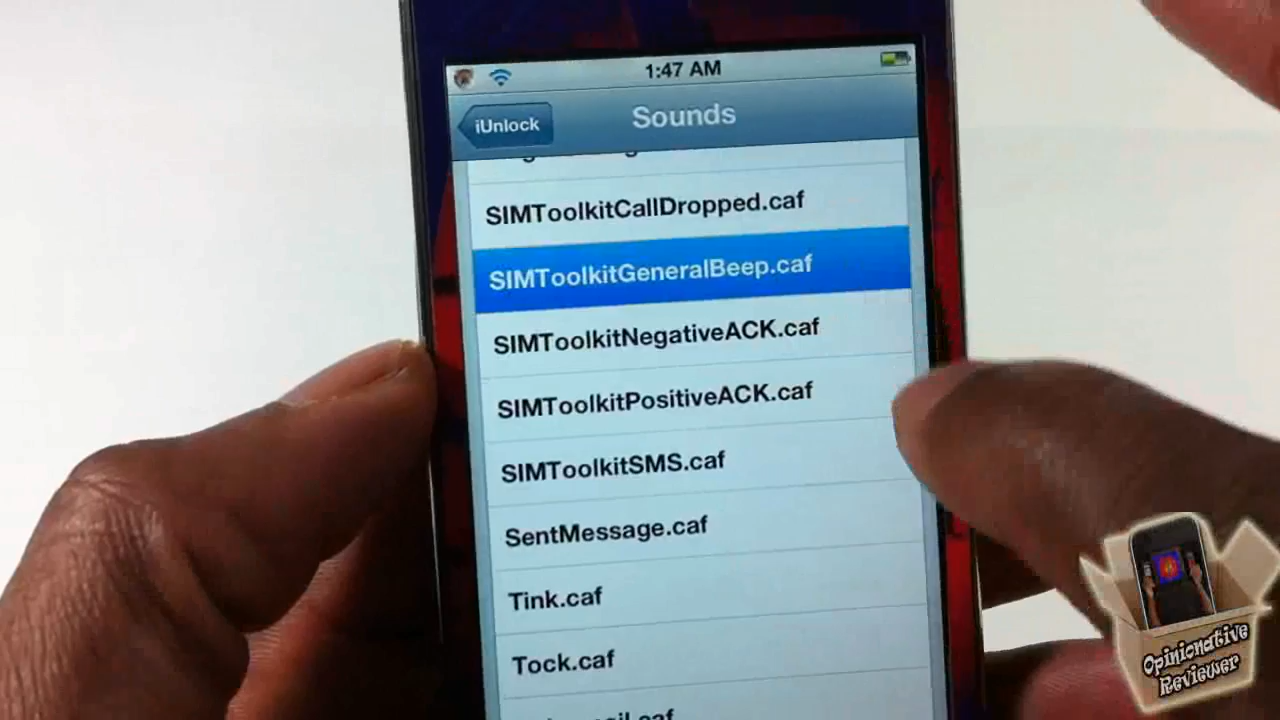 1:47 AM
iUnlock
Sounds
SIMToolkitCallDropped.caf
SIMToolkitGeneralBeep.caf
SIMToolkitNegativeACK.caf
SIMToolkitPositiveACK.caf
SIMToolkitSMS.caf
SentMessage.caf
Tink.caf
Tock.caf
Opinionative
Reviewer